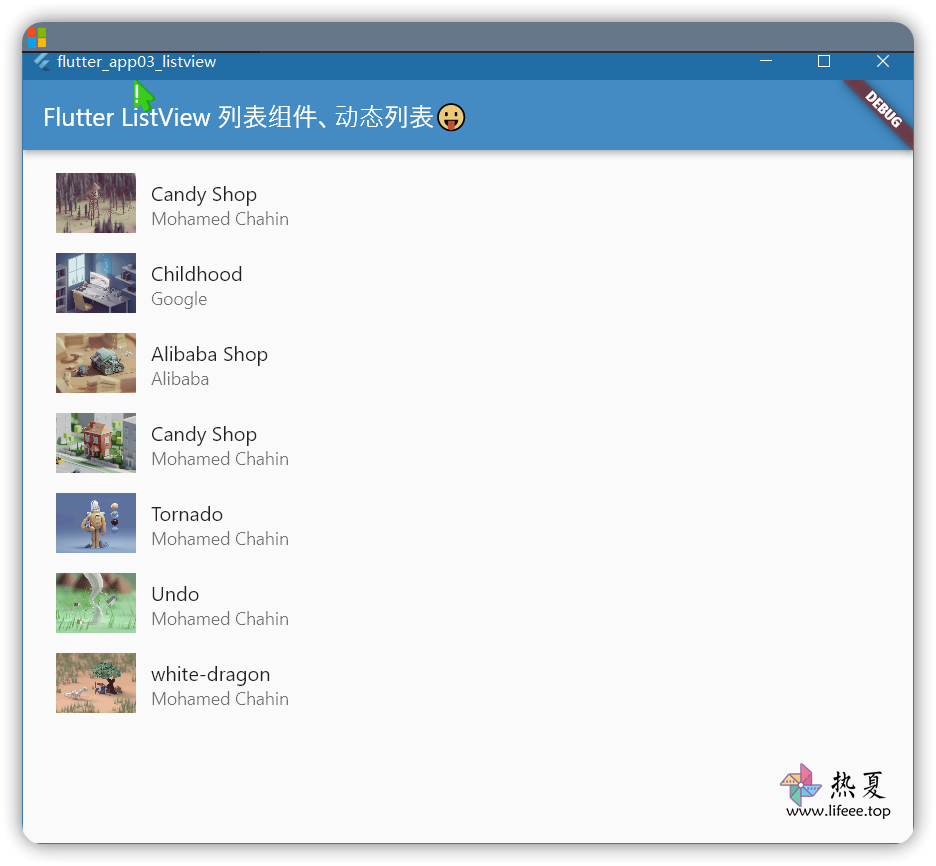 flutter_app03_listview
Flutter ListView 列表组件、动态列表😛
DEBUG
Candy Shop
Mohamed Chahin
Childhood
Google
Alibaba Shop
Alibaba
Candy Shop
Mohamed Chahin
Tornado
Mohamed Chahin
Undo
Mohamed Chahin
white-dragon
Mohamed Chahin
热夏
www.lifeee.top